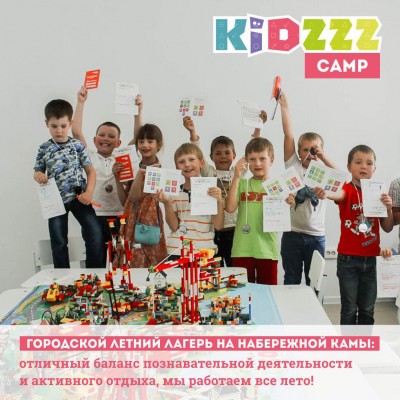 KiDZZZ
CAMP
ГОРОДСКОЙ ЛЕТНИЙ ЛАГЕРЬ НА НАБЕРЕЖНОЙ КАМЫ:
отличный баланс познавательной деятельности
и активного отдыха, мы работаем все лето!